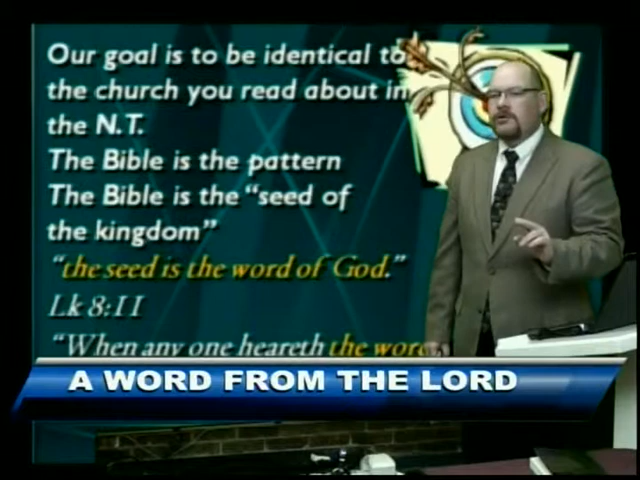 Our goal is to be identical to
the church you read about in
the N.T.
The Bible is the pattern
The Bible is the "seed of
the kingdom"
"the seed is the word of God."
Lk 8:11
"When any one heareth the word
A WORD FROM THE LORD